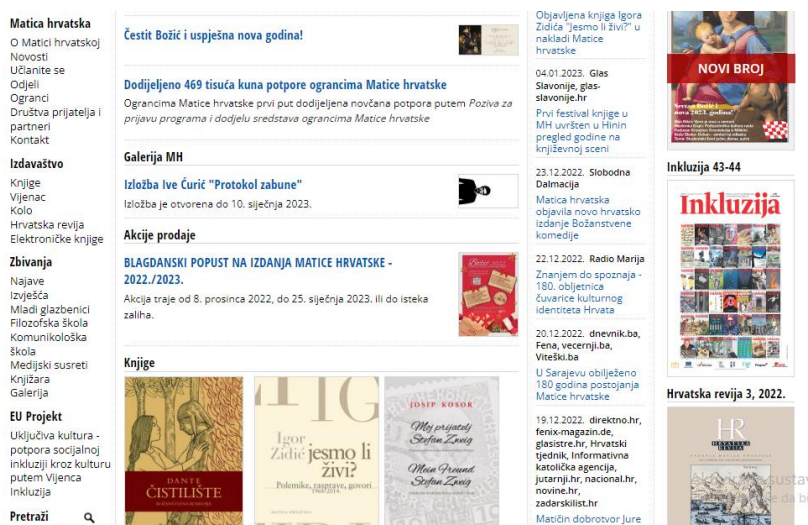 Matica hrvatska
O Matici hrvatskoj
Novosti
Učlanite se
Odjeli
Ogranci
Društva prijatelja i
partneri
Kontakt
Izdavaštvo
Knjige
Vijenac
Kolo
Hrvatska revija
Elektroničke knjige
Zbivanja
Najave
Izvješća
Mladi glazbenici
Filozofska škola
Komunikološka
škola
Medijski susreti
Knjižara
Galerija
EU Projekt
Uključiva kultura -
potpora socijalnoj
inkluziji kroz kulturu
putem Vijenca
Inkluzija
Pretraži
Čestit Božić i uspješna nova godina!
Dodijeljeno 469 tisuća kuna potpore ograncima Matice hrvatske
Ograncima Matice hrvatske prvi put dodijeljena novčana potpora putem Poziva za
prijavu programa i dodjelu sredstava ograncima Matice hrvatske
Galerija MH
Izložba Ive Ćurić "Protokol zabune"
Izložba je otvorena do 10. siječnja 2023.
Akcije prodaje
BLAGDANSKI POPUST NA IZDANJA MATICE HRVATSKE -
2022./2023.
Akcija traje od 8. prosinca 2022, do 25. siječnja 2023. ili do isteka
zaliha.
Knjige
DANTE
ČISTILIŠTE
Igor
Zidić jesmo li
živi?
Polemike, rasprave, govori
JOSIP KOSOR
Moj prijatelj
Stefan Zweig
Mein Freund
Stefan Zweig
Objavljena knjiga Igora
Zidića "Jesmo li živi?" u
nakladi Matice
hrvatske
04.01.2023. Glas
Slavonije, glas-
slavonije.hr
Prvi festival knjige u
MH uvršten u Hinin
pregled godine na
književnoj sceni
23.12.2022. Slobodna
Dalmacija
Matica hrvatska
objavila novo hrvatsko
izdanje Božanstvene
komedije
22.12.2022. Radio Marija
Znanjem do spoznaja -
180. obljetnica
čuvarice kulturnog
identiteta Hrvata
20.12.2022. dnevnik.ba,
Fena, vecernji.ba,
Viteški.ba
U Sarajevu obilježeno
180 godina postojanja
Matice hrvatske
19.12.2022. direktno.hr,
fenix-magazin.de,
glasistre.hr, Hrvatski
tjednik, Informativna
katolička agencija,
jutarnji.hr, nacional.hr,
novine.hr,
zadarskilist.hr
Matičin dobrotvor Jure
NOVI BROJ
Sretan Božić i
nova 2023. godina!
Inkluzija 43-44
Inkluzija
Hrvatska revija 3, 2022.
HR
HRVATSKA
REVIJA